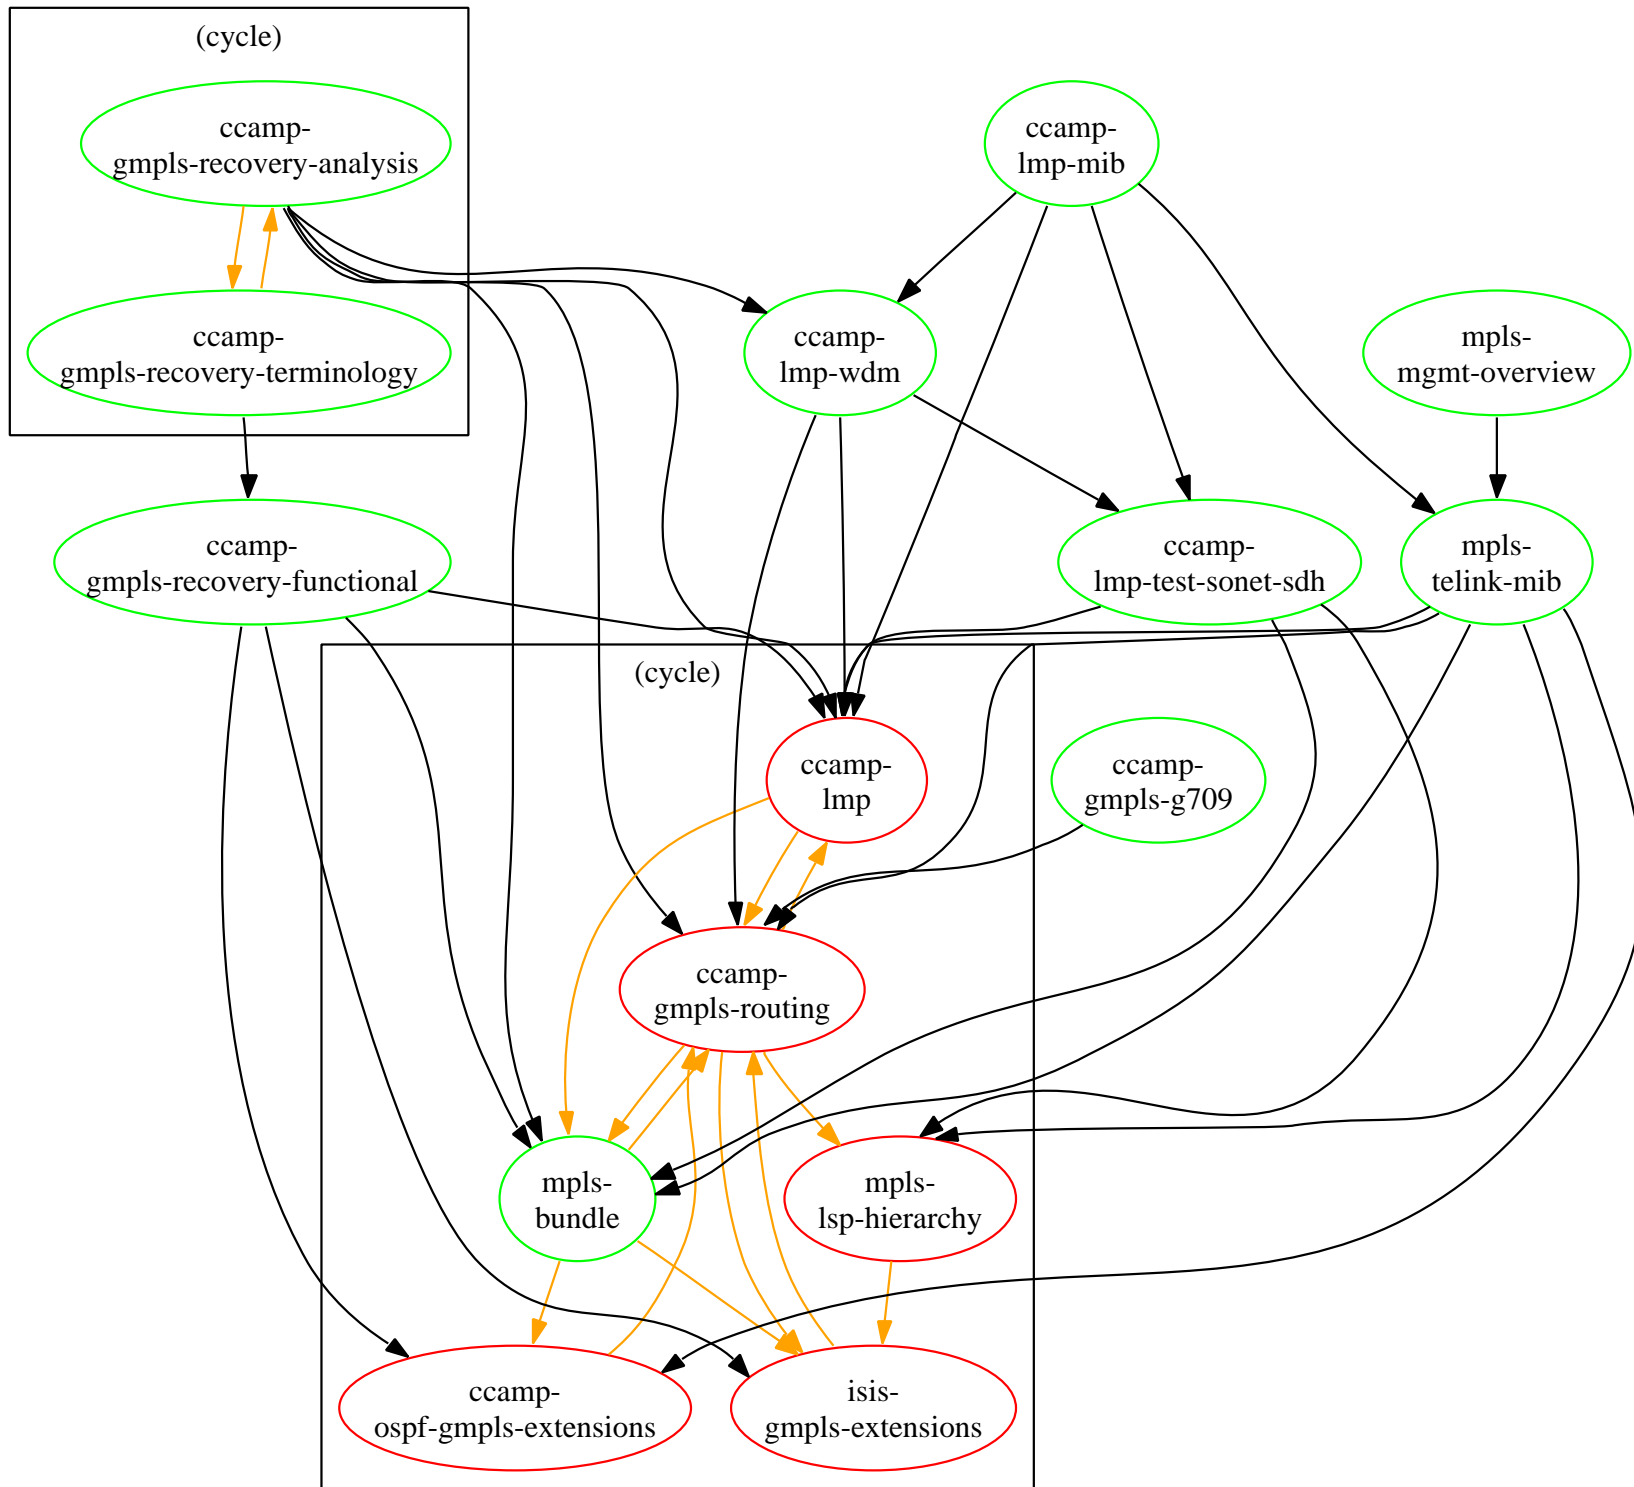 (cycle)
ccamp-
gmpls-recovery-analysis
ccamp-
lmp-mib
ccamp-
gmpls-recovery-terminology
ccamp-
lmp-wdm
mpls-
mgmt-overview
ccamp-
gmpls-recovery-functional
ccamp-
lmp-test-sonet-sdh
mpls-
telink-mib
(cycle)
ccamp-
lmp
ccamp-
gmpls-g709
ccamp-
gmpls-routing
mpls-
bundle
mpls-
lsp-hierarchy
ccamp-
ospf-gmpls-extensions
isis-
gmpls-extensions